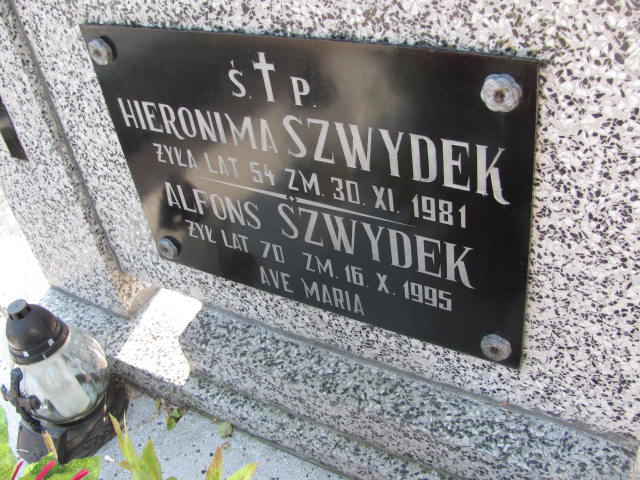 Ś. P.
HIERONIMA SZWYDEK
ŻYŁA LAT 54 ZM. 30. XI. 1981
ALFONS SZWYDEK
ŻYŁ LAT 70 ZM. 16. X. 1995
AVE MARIA